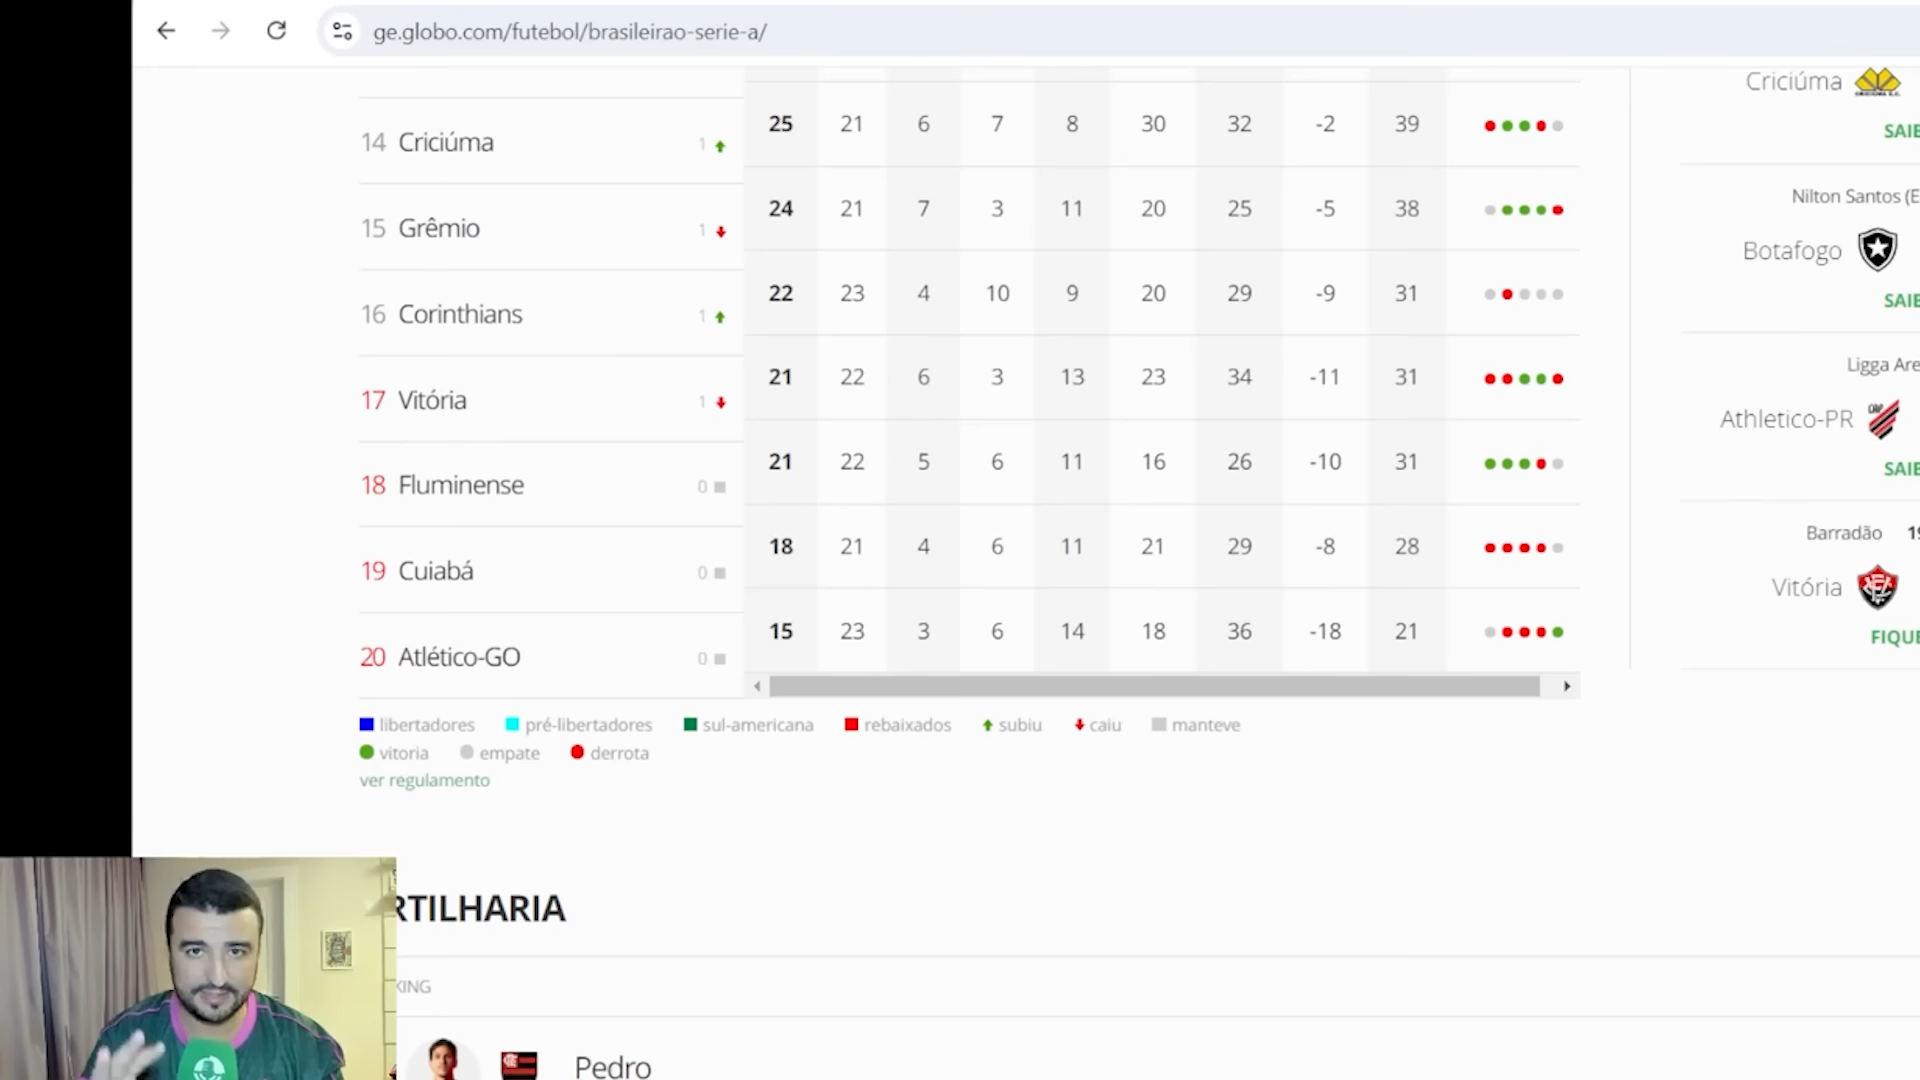 ge.globo.com/futebol/brasileirao-serie-a/
14 Criciúma 1 25 21 6 7 8 30 32 -2 39
15 Grêmio 1 24 21 7 3 11 20 25 -5 38
16 Corinthians 1 22 23 4 10 9 20 29 -9 31
17 Vitória 1 21 22 6 3 13 23 34 -11 31
18 Fluminense 0 21 22 5 6 11 16 26 -10 31
19 Cuiabá 0 18 21 4 6 11 21 29 -8 28
20 Atlético-GO 0 15 23 3 6 14 18 36 -18 21
libertadores pré-libertadores sul-americana rebaixados subiu caiu manteve
vitoria empate derrota
ver regulamento
Criciúma
SAIB
Nilton Santos (E
Botafogo
SAIB
Ligga Are
Athletico-PR
SAIB
Barradão 19
Vitória
FIQUE
RTILHARIA
KING
Pedro